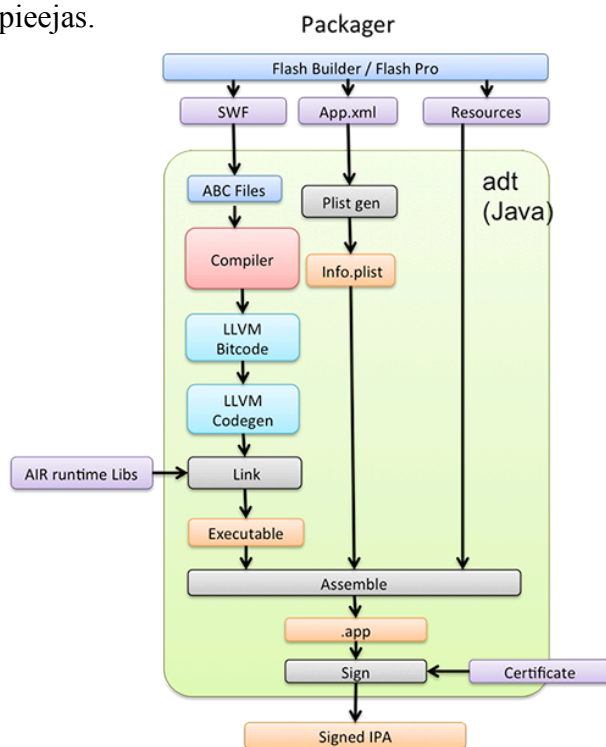 pieejas.
Packager
Flash Builder / Flash Pro
SWF
App.xml
Resources
adt
(Java)
ABC Files
Plist gen
Compiler
Info.plist
LLVM
Bitcode
LLVM
Codegen
AIR runtime Libs
Link
Executable
Assemble
.app
Sign
Certificate
Signed IPA